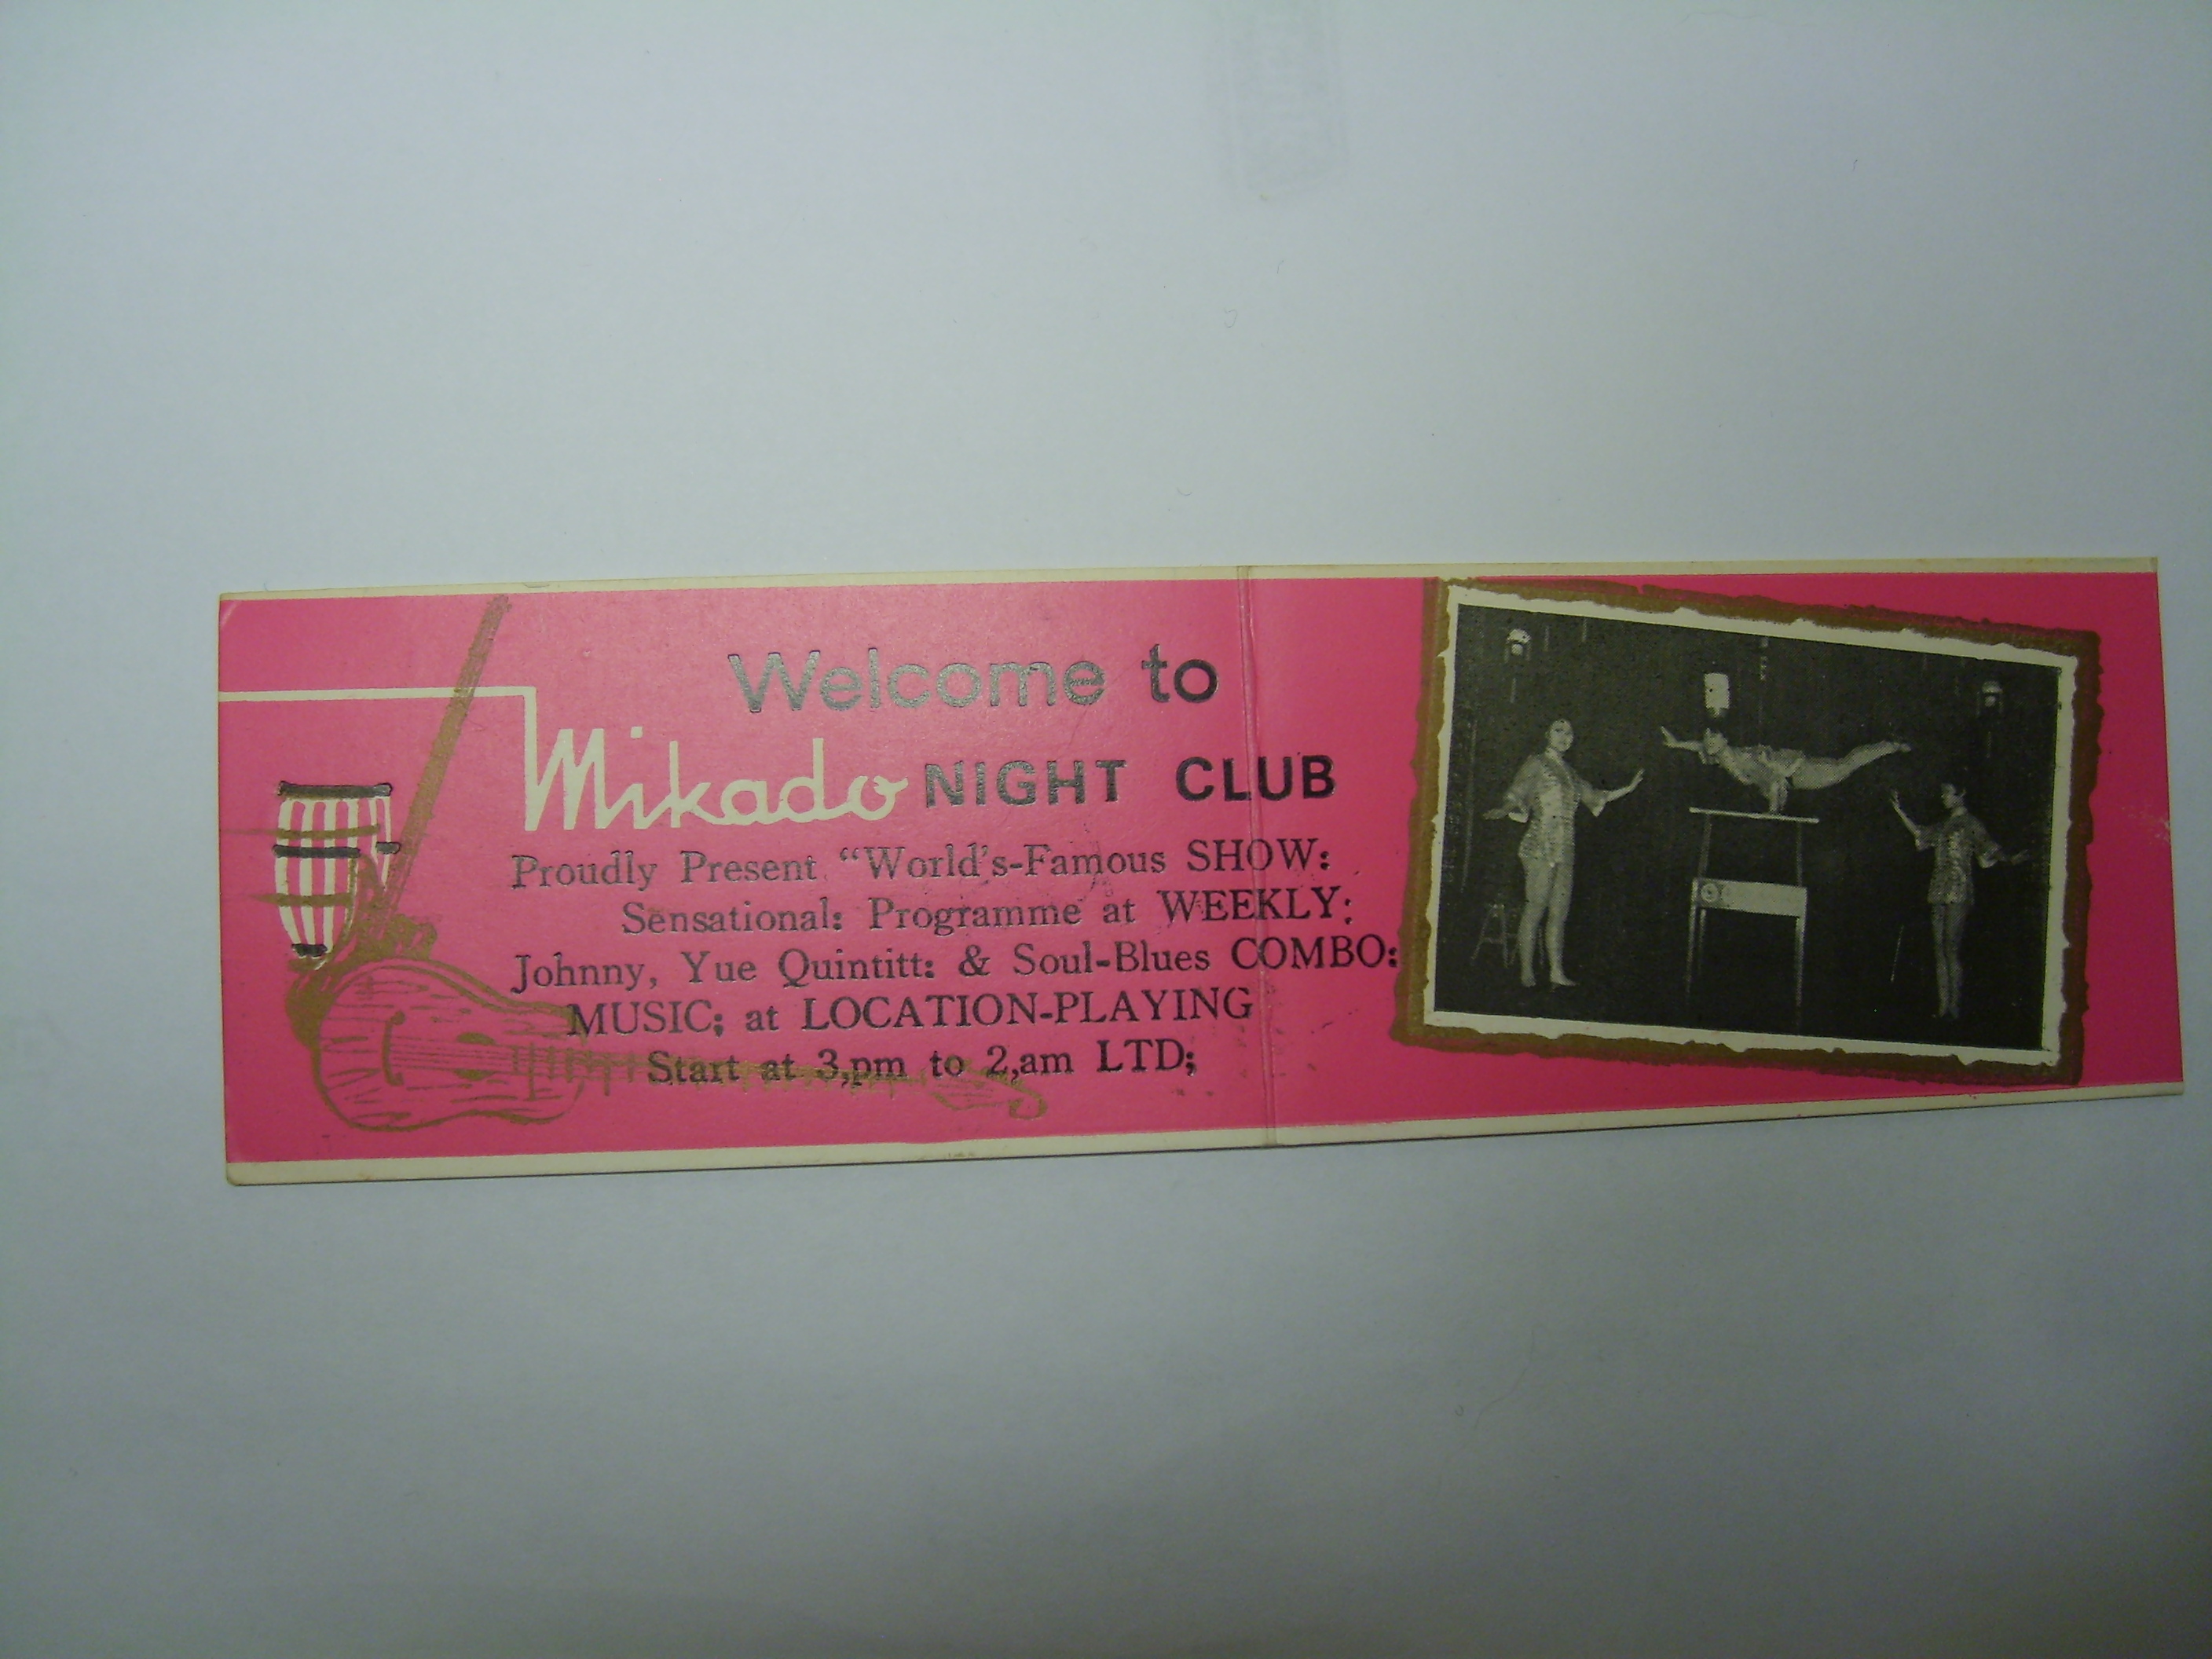 Welcome to
Mikado NIGHT CLUB
Proudly Present "World's-Famous SHOW:
Sensational: Programme at WEEKLY:
Johnny, Yue Quintitt: & Soul-Blues COMBO:
MUSIC; at LOCATION-PLAYING
Start at 3,pm to 2,am LTD;